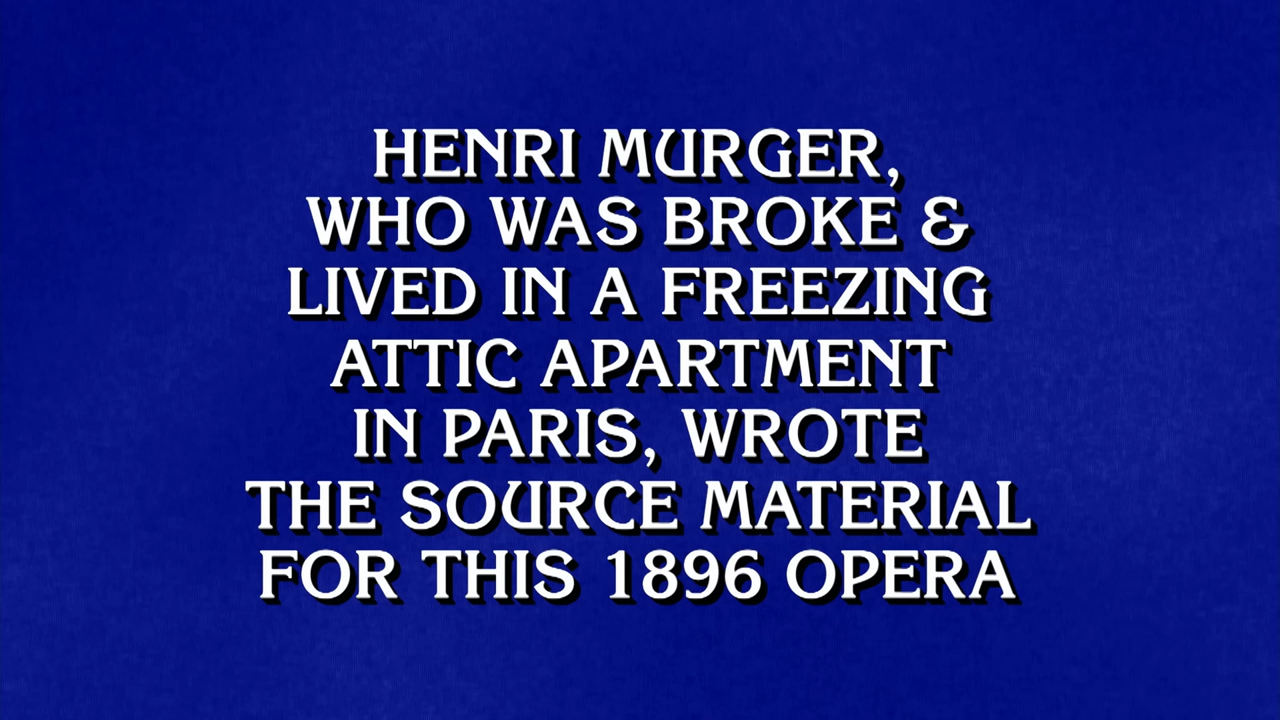 HENRI MURGER,
WHO WAS BROKE &
LIVED IN A FREEZING
ATTIC APARTMENT
IN PARIS, WROTE
THE SOURCE MATERIAL
FOR THIS 1896 OPERA